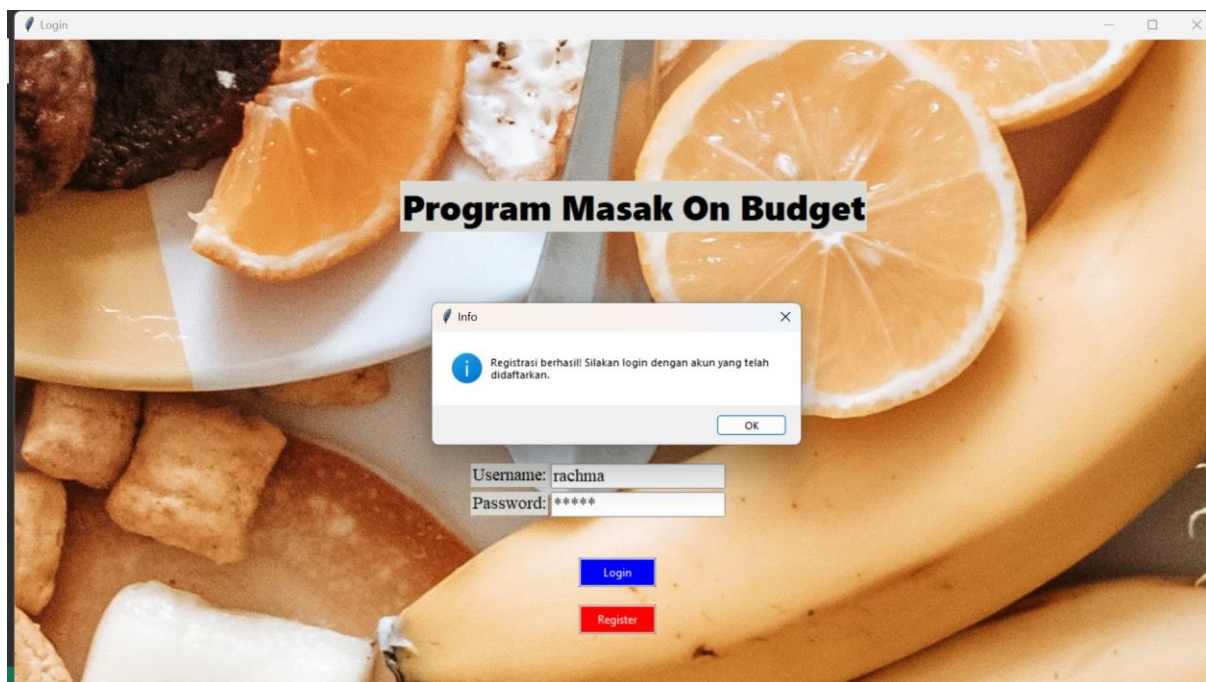 Login
Program Masak On Budget
Info
Registrasi berhasil! Silakan login dengan akun yang telah
didaftarkan.
OK
Username: rachma
Password: *****
Login
Register